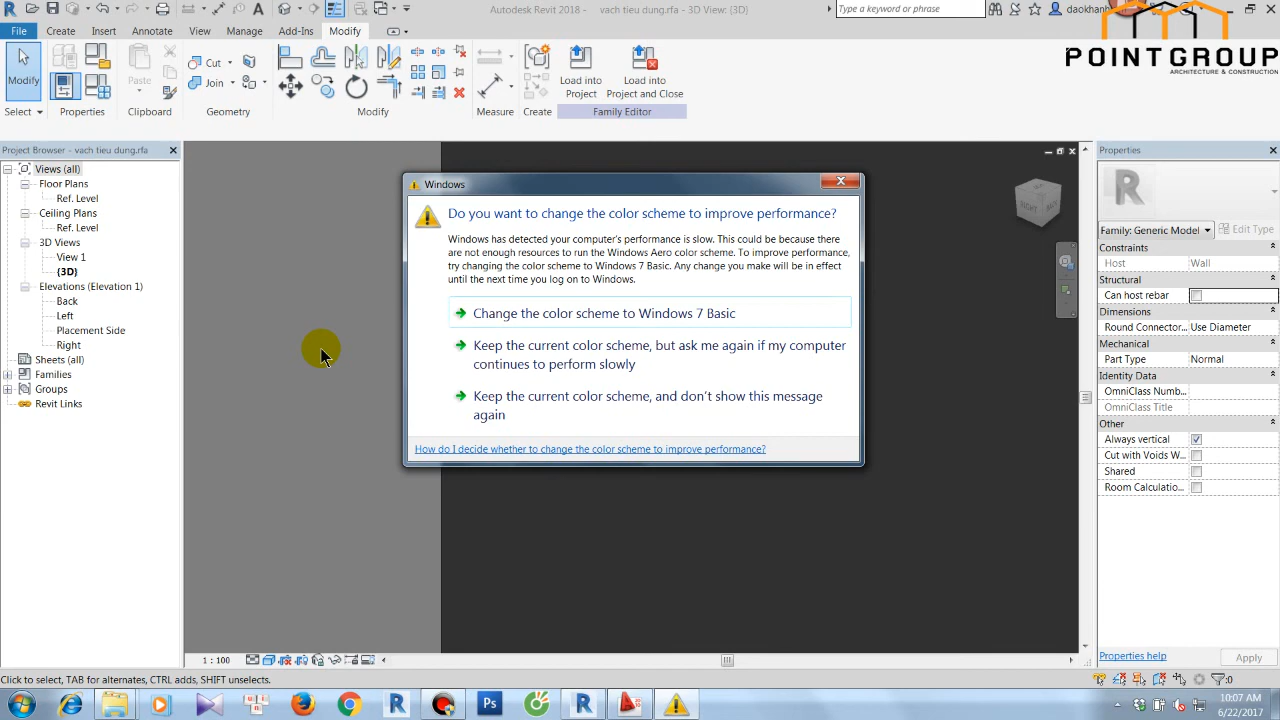 Autodesk Revit 2018 - vach tieu dung.rfa - 3D View: {3D}
Type a keyword or phrase
daokhanh
File Create Insert Annotate View Manage Add-Ins Modify
POINTGROUP
ARCHITECTURE & CONSTRUCTION
Modify
Paste
Cut
Join
Load into
Project
Load into
Project and Close
Select Properties Clipboard Geometry Modify Measure Create Family Editor
Project Browser - vach tieu dung.rfa
Views (all)
Floor Plans
Ref. Level
Ceiling Plans
Ref. Level
3D Views
View 1
{3D}
Elevations (Elevation 1)
Back
Left
Placement Side
Right
Sheets (all)
Families
Groups
Revit Links
Windows
Do you want to change the color scheme to improve performance?
Windows has detected your computer's performance is slow. This could be because there
are not enough resources to run the Windows Aero color scheme. To improve performance,
try changing the color scheme to Windows 7 Basic. Any change you make will be in effect
until the next time you log on to Windows.
Change the color scheme to Windows 7 Basic
Keep the current color scheme, but ask me again if my computer
continues to perform slowly
Keep the current color scheme, and don't show this message
again
How do I decide whether to change the color scheme to improve performance?
Properties
Family: Generic Model
Edit Type
Constraints
Host Wall
Structural
Can host rebar
Dimensions
Round Connector... Use Diameter
Mechanical
Part Type Normal
Identity Data
OmniClass Numb...
OmniClass Title
Other
Always vertical
Cut with Voids W...
Shared
Room Calculatio...
Properties help
Apply
1 : 100
Click to select, TAB for alternates, CTRL adds, SHIFT unselects.
:0
Ps
10:07 AM
6/22/2017